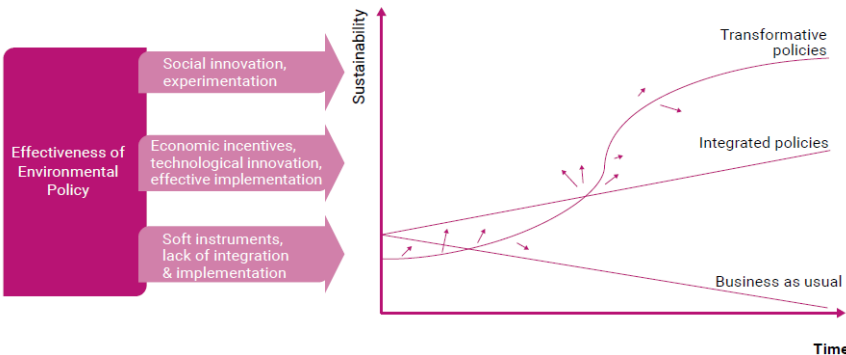 Effectiveness of
Environmental
Policy
Social innovation,
experimentation
Economic incentives,
technological innovation,
effective implementation
Soft instruments,
lack of integration
& implementation
Sustainability
Transformative
policies
Integrated policies
Business as usual
Time